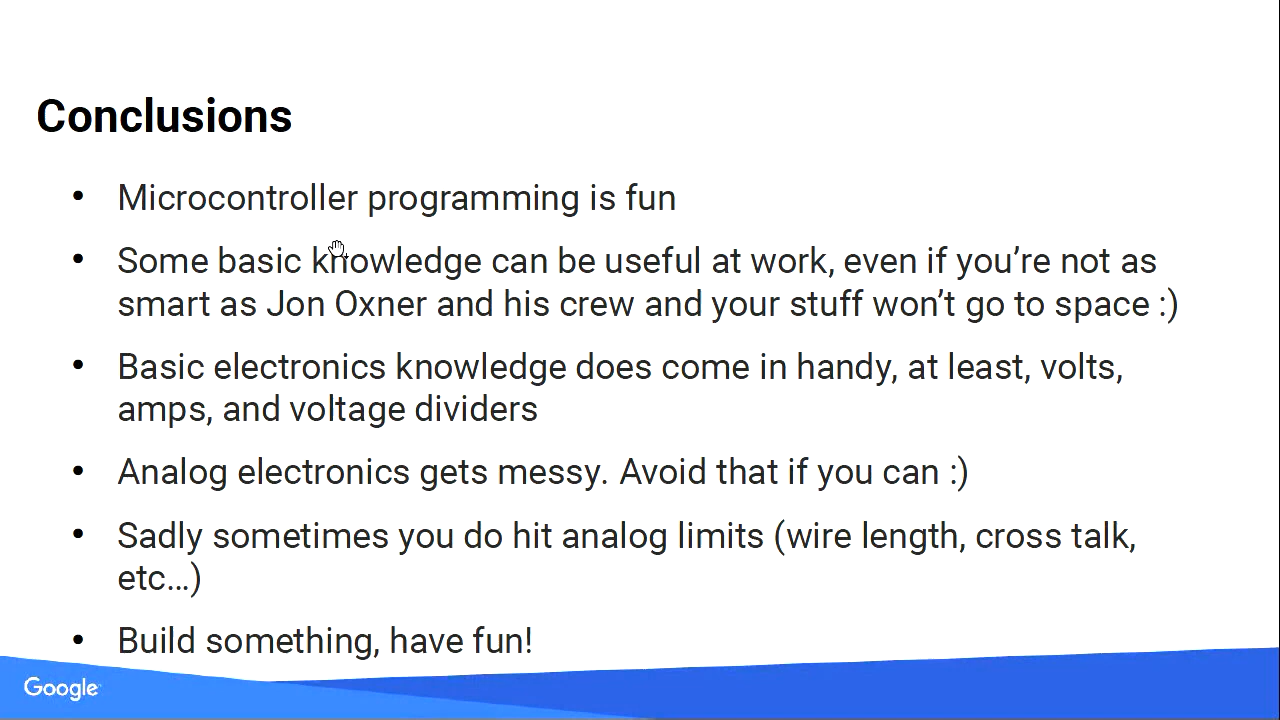 Conclusions
• Microcontroller programming is fun
• Some basic knowledge can be useful at work, even if you’re not as
smart as Jon Oxner and his crew and your stuff won’t go to space :)
• Basic electronics knowledge does come in handy, at least, volts,
amps, and voltage dividers
• Analog electronics gets messy. Avoid that if you can :)
• Sadly sometimes you do hit analog limits (wire length, cross talk,
etc…)
• Build something, have fun!
Google